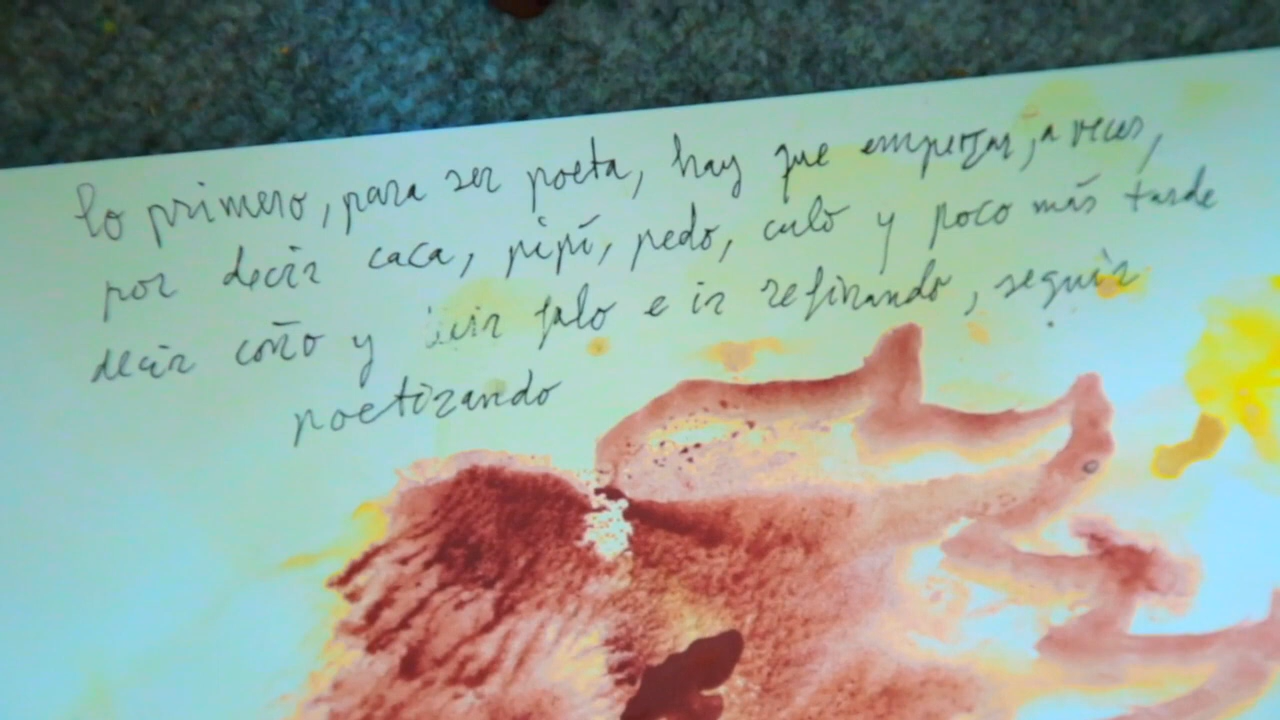 lo primero, para ser poeta, hay que empezar, a veces,
por decir caca, pipí, pedo, culo y poco más tarde
decir coño y decir falo e ir refinando, seguir
poetizando